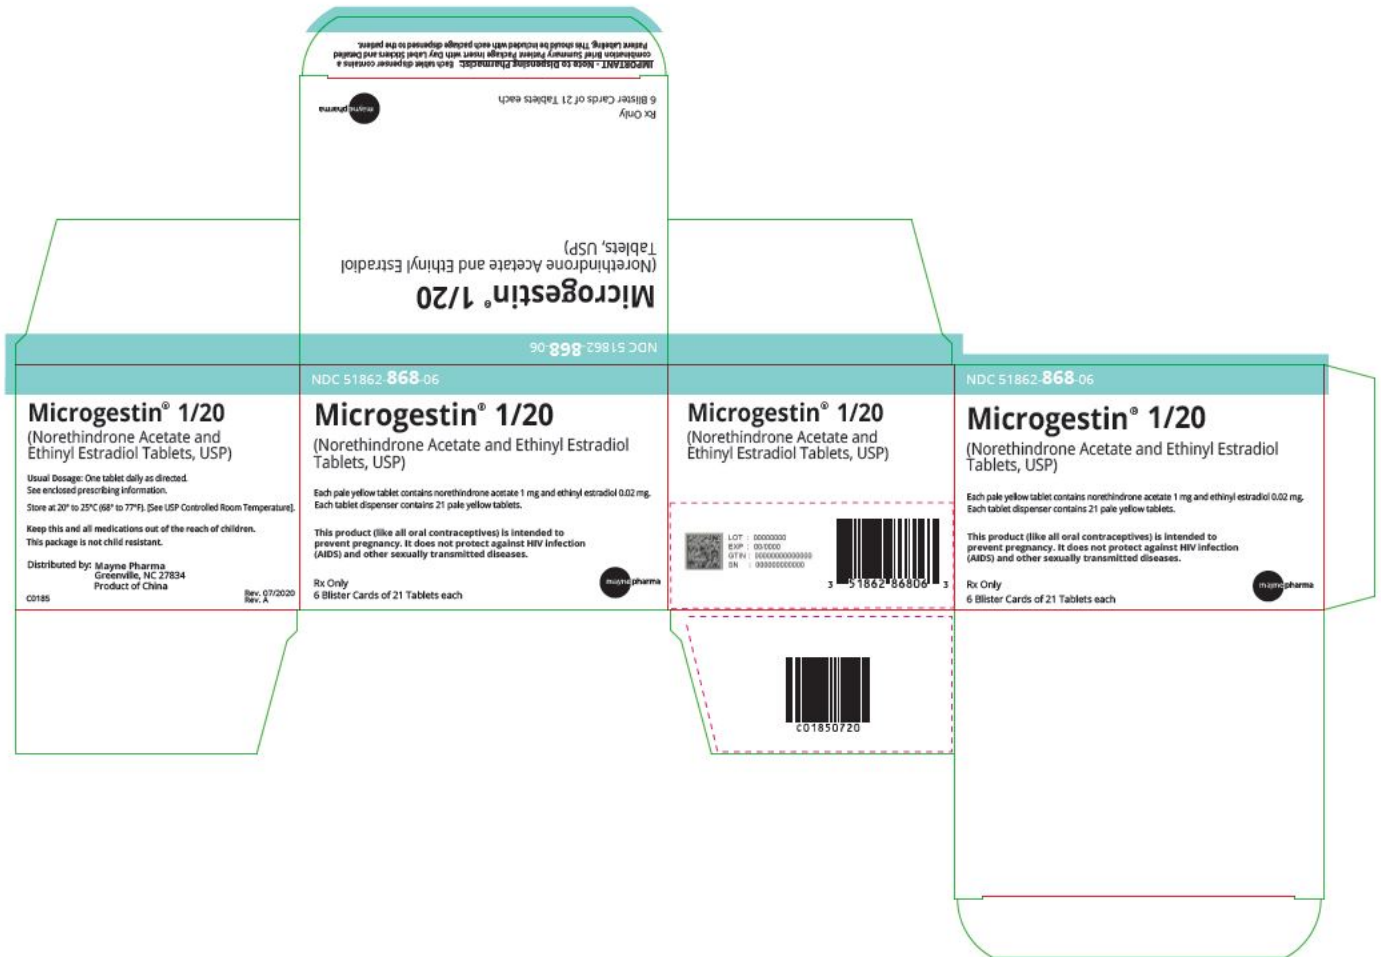 IMPORTANT - Note to Dispensing Pharmacist: Each tablet dispenser contains a
combination Brief Summary Patient Package Insert with Day Label Stickers and Detailed
Patient Labeling. This should be included with each package dispensed to the patient.
Rx Only
6 Blister Cards of 21 Tablets each
maynepharma
Microgestin® 1/20
(Norethindrone Acetate and Ethinyl Estradiol
Tablets, USP)
NDC 51862-868-06
Microgestin® 1/20
(Norethindrone Acetate and
Ethinyl Estradiol Tablets, USP)
Usual Dosage: One tablet daily as directed.
See enclosed prescribing information.
Store at 20° to 25°C (68° to 77°F). [See USP Controlled Room Temperature].
Keep this and all medications out of the reach of children.
This package is not child resistant.
Distributed by: Mayne Pharma
Greenville, NC 27834
Product of China
C0185
Rev. 07/2020
Rev. A
NDC 51862-868-06
Microgestin® 1/20
(Norethindrone Acetate and Ethinyl Estradiol
Tablets, USP)
Each pale yellow tablet contains norethindrone acetate 1 mg and ethinyl estradiol 0.02 mg.
Each tablet dispenser contains 21 pale yellow tablets.
This product (like all oral contraceptives) is intended to
prevent pregnancy. It does not protect against HIV infection
(AIDS) and other sexually transmitted diseases.
Rx Only
6 Blister Cards of 21 Tablets each
maynepharma
Microgestin® 1/20
(Norethindrone Acetate and
Ethinyl Estradiol Tablets, USP)
LOT : 00000000
EXP : 00/0000
GTIN : 00000000000000
SN : 000000000000
3 51862 86806 3
C01850720
NDC 51862-868-06
Microgestin® 1/20
(Norethindrone Acetate and Ethinyl Estradiol
Tablets, USP)
Each pale yellow tablet contains norethindrone acetate 1 mg and ethinyl estradiol 0.02 mg.
Each tablet dispenser contains 21 pale yellow tablets.
This product (like all oral contraceptives) is intended to
prevent pregnancy. It does not protect against HIV infection
(AIDS) and other sexually transmitted diseases.
Rx Only
6 Blister Cards of 21 Tablets each
maynepharma